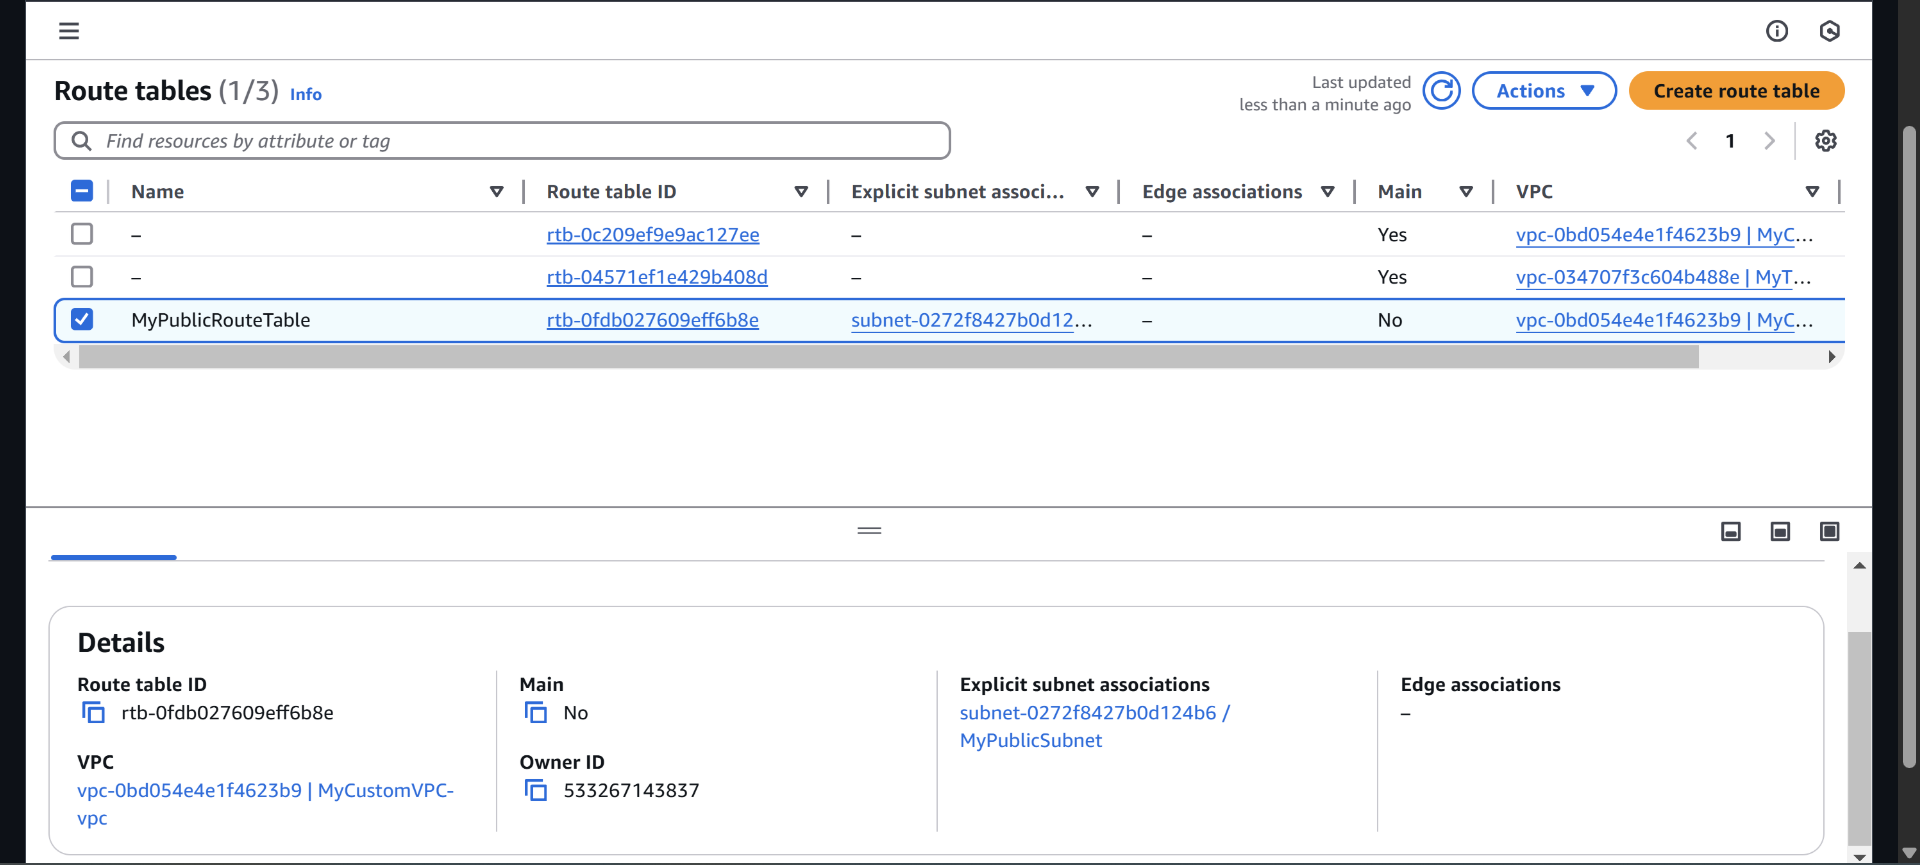 Route tables (1/3) Info
Last updated
less than a minute ago
Actions
Create route table
Find resources by attribute or tag
1
Name Route table ID Explicit subnet associ... Edge associations Main VPC
– rtb-0c209ef9e9ac127ee – – Yes vpc-0bd054e4e1f4623b9 | MyC...
– rtb-04571ef1e429b408d – – Yes vpc-034707f3c604b488e | MyT...
MyPublicRouteTable rtb-0fdb027609eff6b8e subnet-0272f8427b0d12... – No vpc-0bd054e4e1f4623b9 | MyC...
Details
Route table ID
rtb-0fdb027609eff6b8e
VPC
vpc-0bd054e4e1f4623b9 | MyCustomVPC-
vpc
Main
No
Owner ID
533267143837
Explicit subnet associations
subnet-0272f8427b0d124b6 /
MyPublicSubnet
Edge associations
–